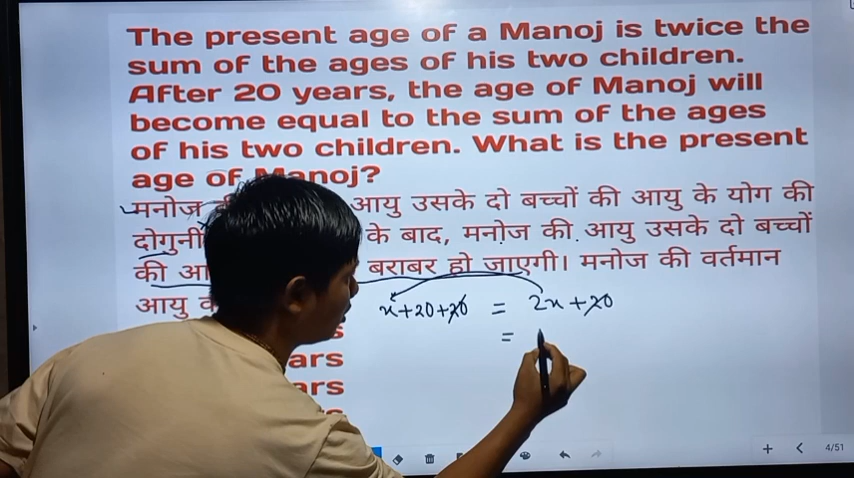 The present age of a Manoj is twice the
sum of the ages of his two children.
After 20 years, the age of Manoj will
become equal to the sum of the ages
of his two children. What is the present
age of Manoj?
मनोज आयु उसके दो बच्चों की आयु के योग की
दोगुनी के बाद, मनोज की आयु उसके दो बच्चों
की आ बराबर हो जाएगी। मनोज की वर्तमान
आयु
x+20+20 = 2x+20
=
s
ars
ars
4/51